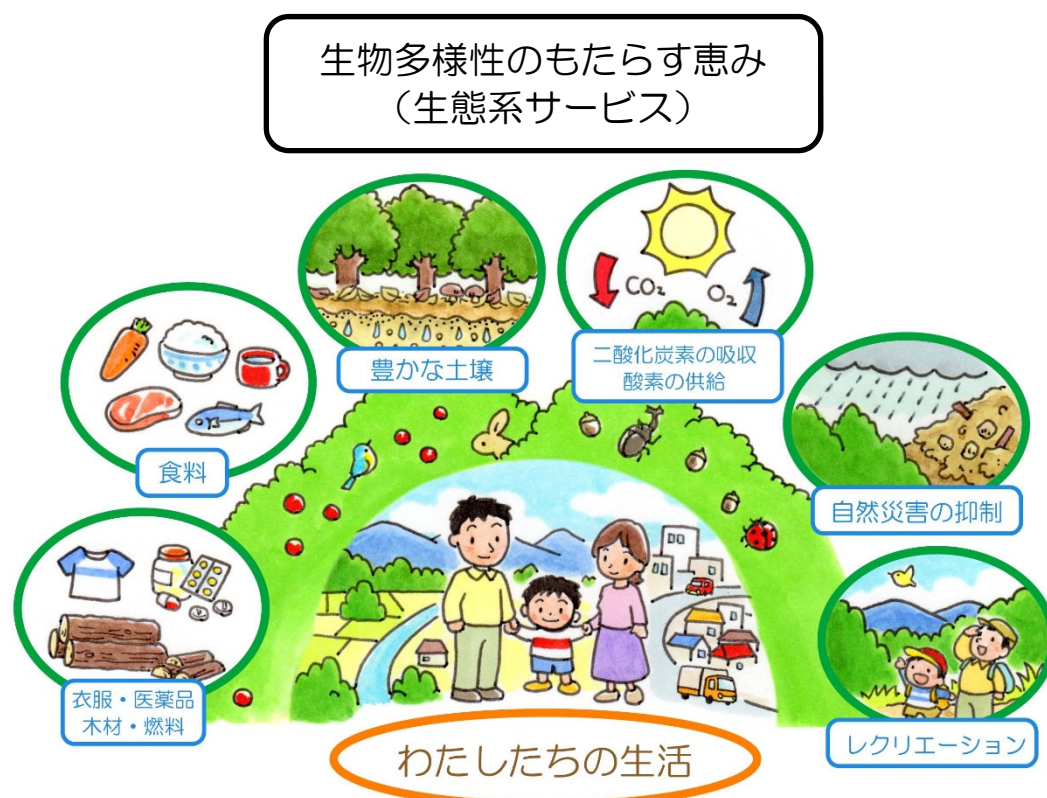 生物多様性のもたらす恵み
（生態系サービス）
豊かな土壌
CO₂
O₂
二酸化炭素の吸収
酸素の供給
食料
自然災害の抑制
衣服・医薬品
木材・燃料
レクリエーション
わたしたちの生活